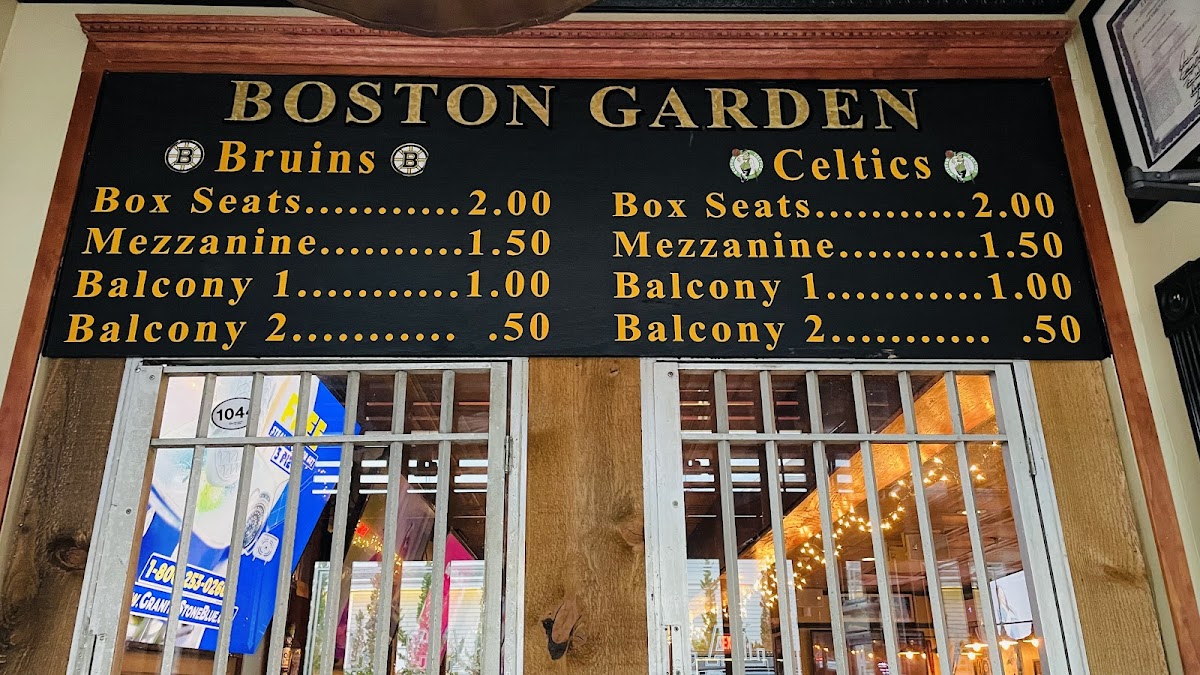 BOSTON GARDEN
B Bruins B
Box Seats...........2.00
Mezzanine..........1.50
Balcony 1...........1.00
Balcony 2........... .50
Celtics
Box Seats...........2.00
Mezzanine..........1.50
Balcony 1...........1.00
Balcony 2........... .50